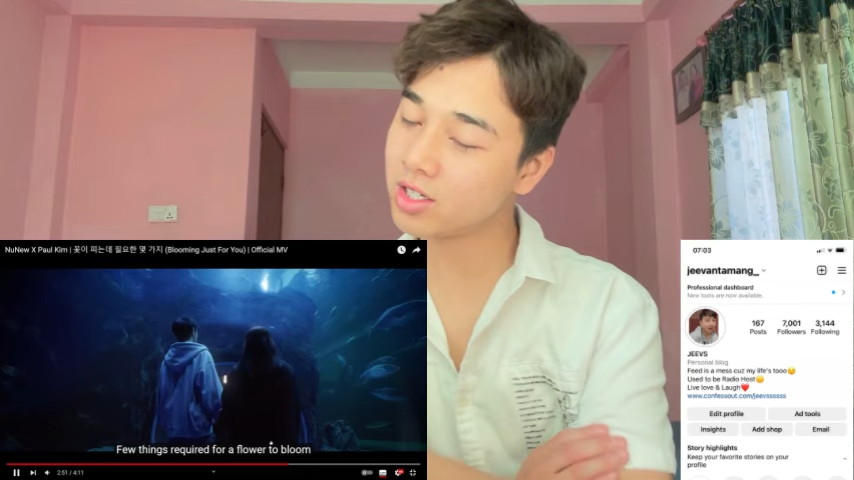 NuNew X Paul Kim | 꽃이 피는데 필요한 몇 가지 (Blooming Just For You) | Official MV
Few things required for a flower to bloom
2:51 / 4:11
07:03
jeevantamang_
Professional dashboard
New tools are now available.
167
7,001
3,144
Posts
Followers
Following
JEEVS
Personal blog
Feed is a mess cuz my life's tooo
Used to be Radio Host
Live love & Laugh
www.confessout.com/jeevssssss
Edit profile
Ad tools
Insights
Add shop
Email
Story highlights
Keep your favorite stories on your
profile